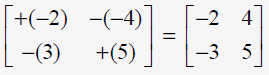 [+(−2) −(−4)] = [−2 4]
[−(3) +(5)] [−3 5]